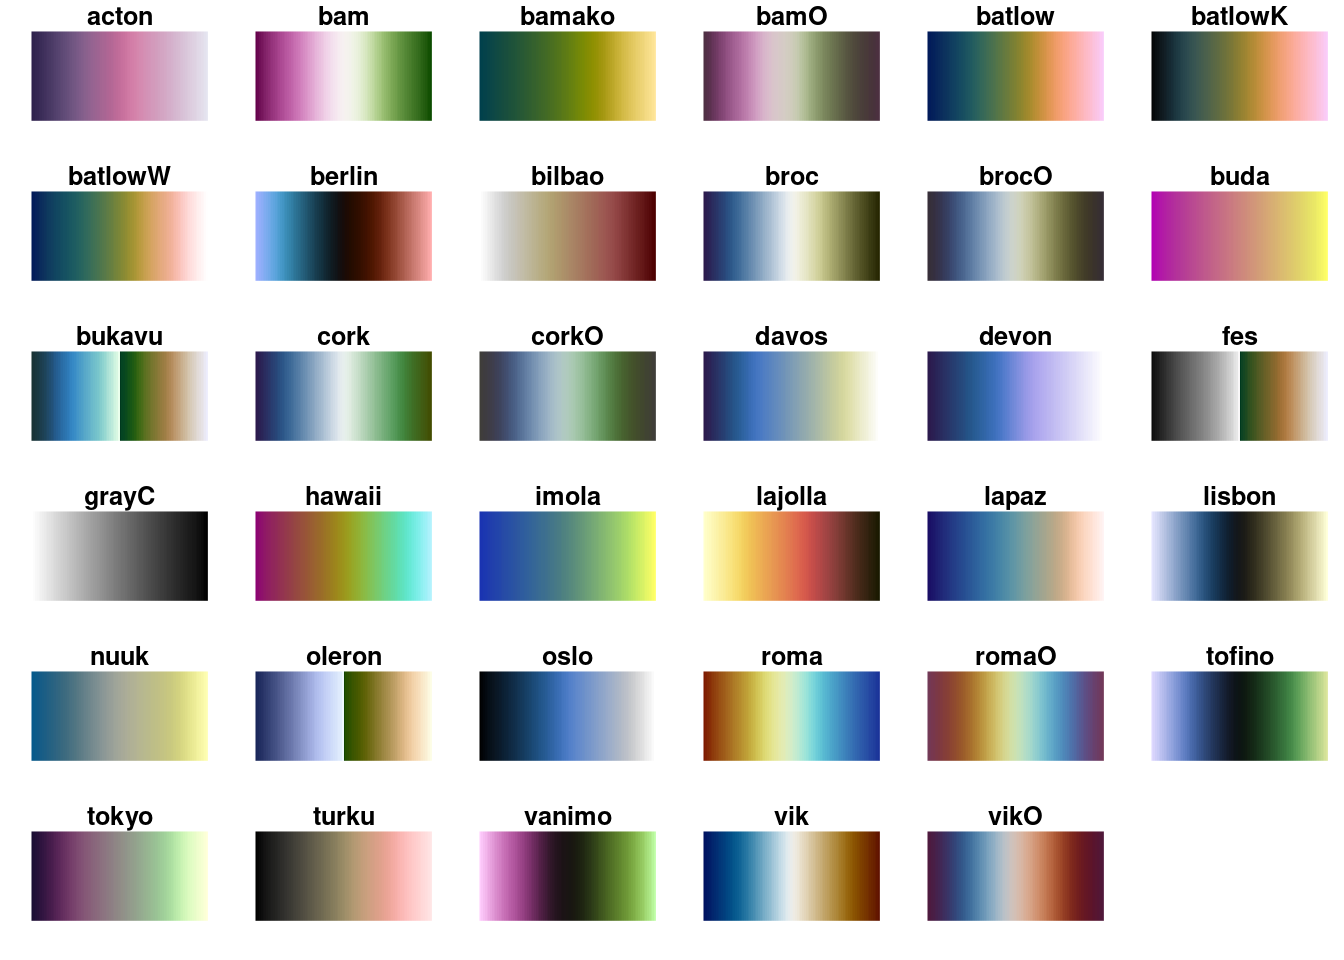 acton bam bamako bamO batlow batlowK
batlowW berlin bilbao broc brocO buda
bukavu cork corkO davos devon fes
grayC hawaii imola lajolla lapaz lisbon
nuuk oleron oslo roma romaO tofino
tokyo turku vanimo vik vikO